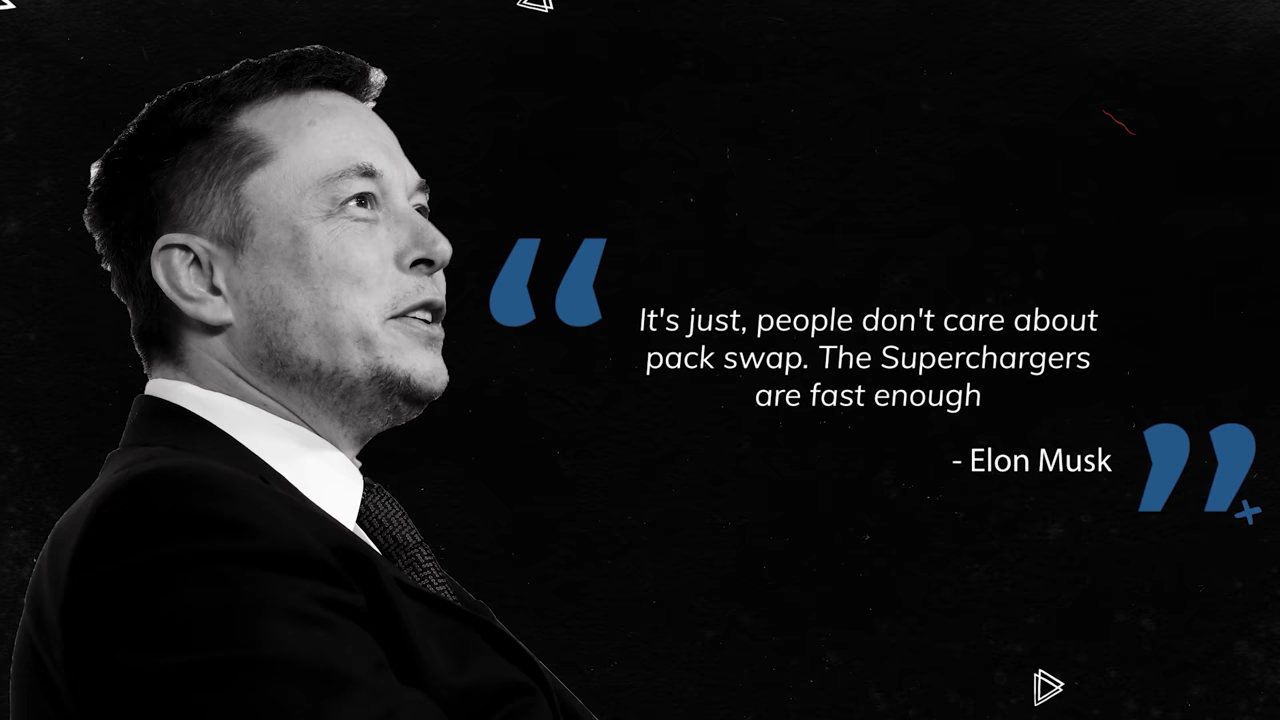 It's just, people don't care about
pack swap. The Superchargers
are fast enough
- Elon Musk